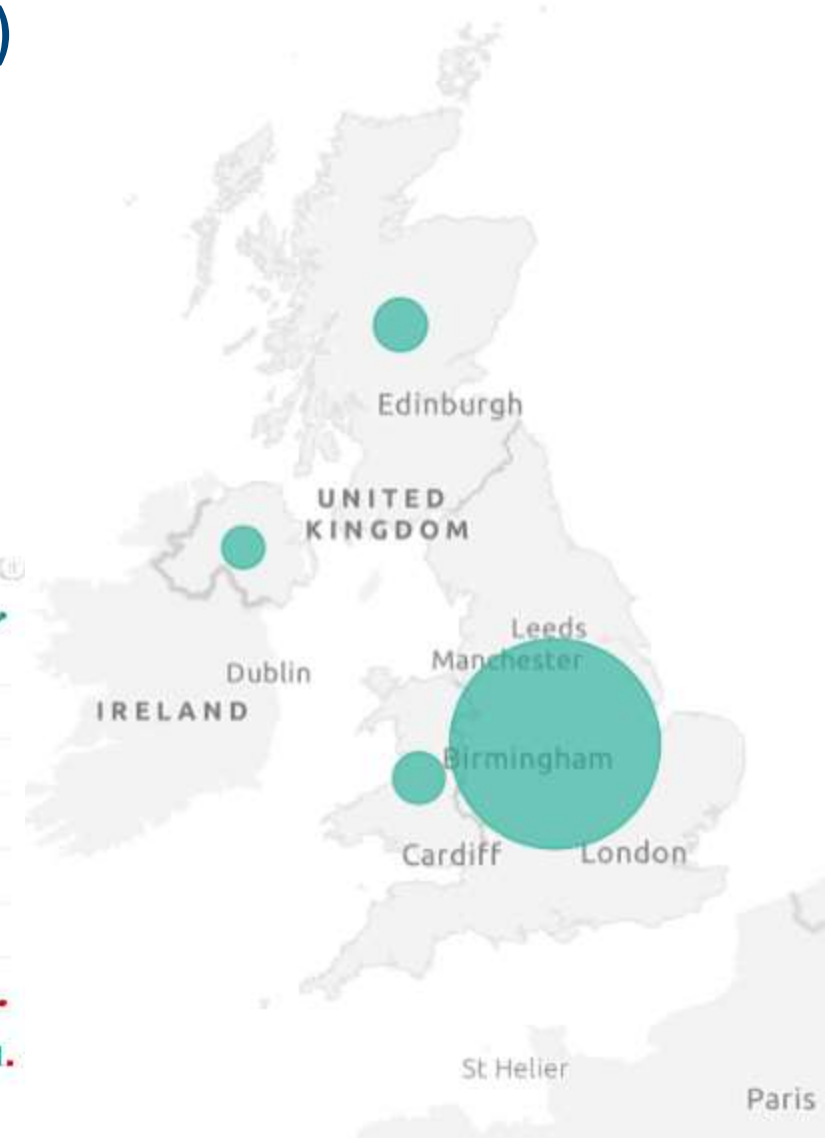 )
Edinburgh
UNITED
KINGDOM
Leeds
Manchester
Dublin
IRELAND
Birmingham
Cardiff
London
St Helier
Paris